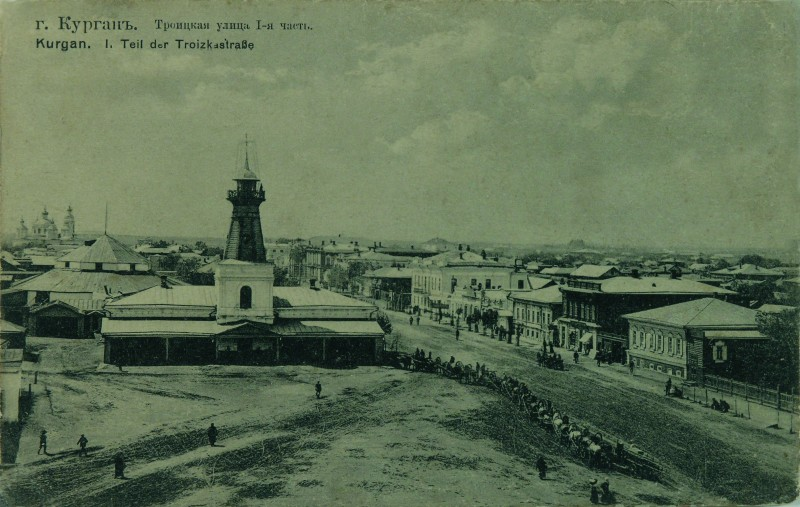 г. Курганъ. Троицкая улица I-я часть.
Kurgan. I. Teil der Troizkastraße